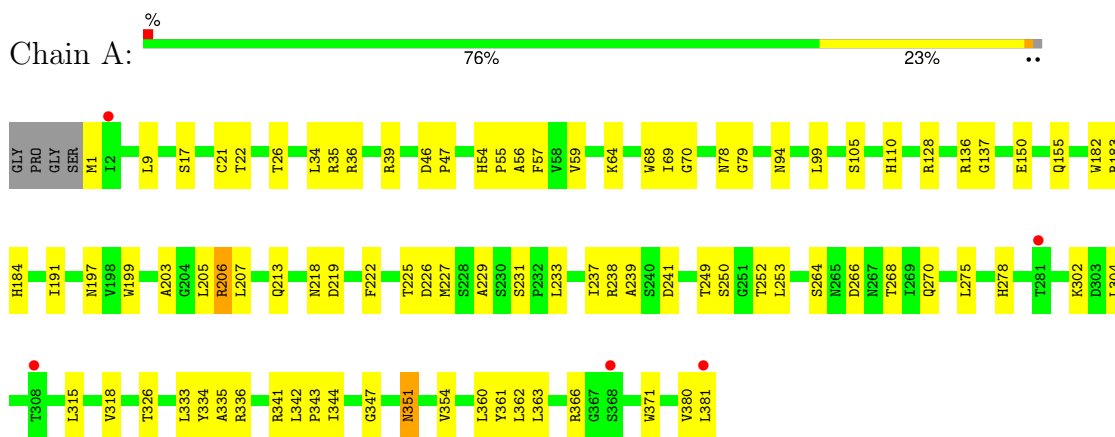 %
Chain A:
76% 23% ••
GLY PRO GLY SER M1 I2 L9 S17 C21 T22 T26 L34 R35 R36 R39 D46 P47 H54 P55 A56 F57 V58 V59 K64 W68 I69 G70 N78 G79 N94 L99 S105 H110 R128 R136 G137 E150 Q155 W182
H184 I191 N197 V198 W199 A203 G204 L205 R206 L207 Q213 N218 D219 F222 T225 D226 M227 S228 A229 S230 S231 P232 L233 I237 R238 A239 S240 D241 T249 S250 G251 T252 L253 S264 N265 D266 N267 T268 I269 Q270 L275 H278 T281 K302 D303 L304
T308 L315 V318 T326 L333 Y334 A335 R336 R341 L342 P343 I344 G347 N351 V354 L360 Y361 L362 L363 R366 G367 S368 W371 V380 L381